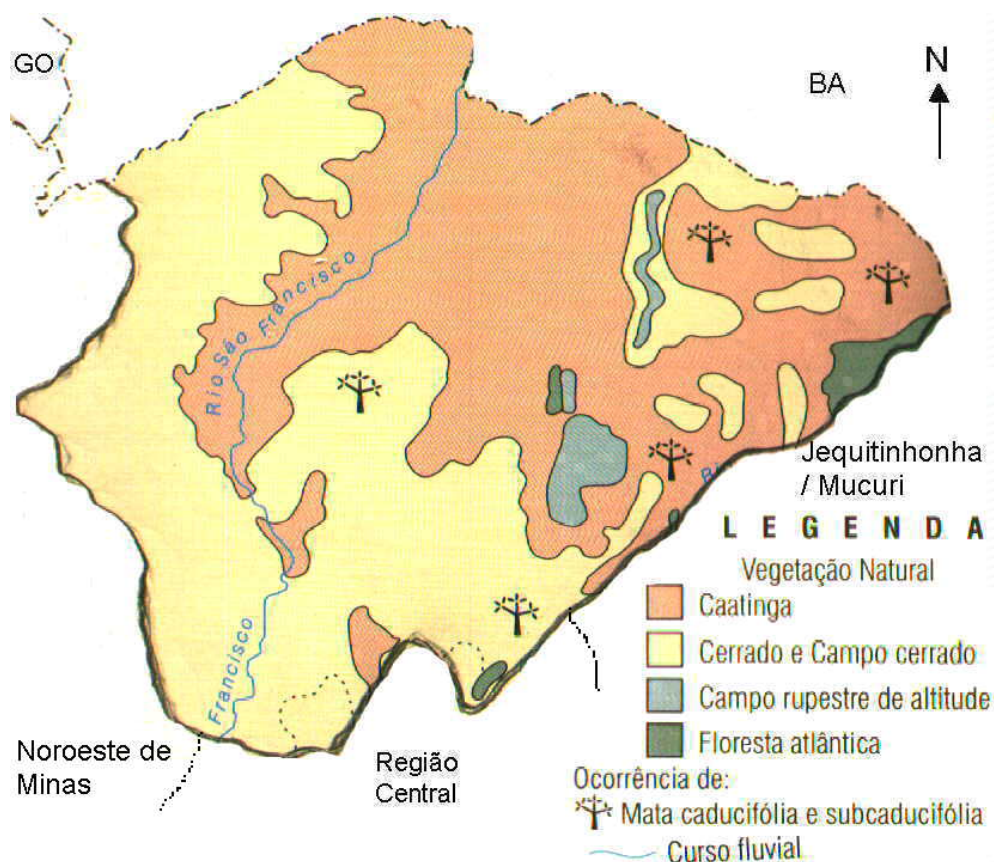 GO
BA
N
Rio São Francisco
Francisco
Jequitinhonha
/ Mucuri
LEGENDA
Vegetação Natural
Caatinga
Cerrado e Campo cerrado
Campo rupestre de altitude
Floresta atlântica
Noroeste de
Minas
Região
Central
Ocorrência de:
Mata caducifólia e subcaducifólia
Curso fluvial